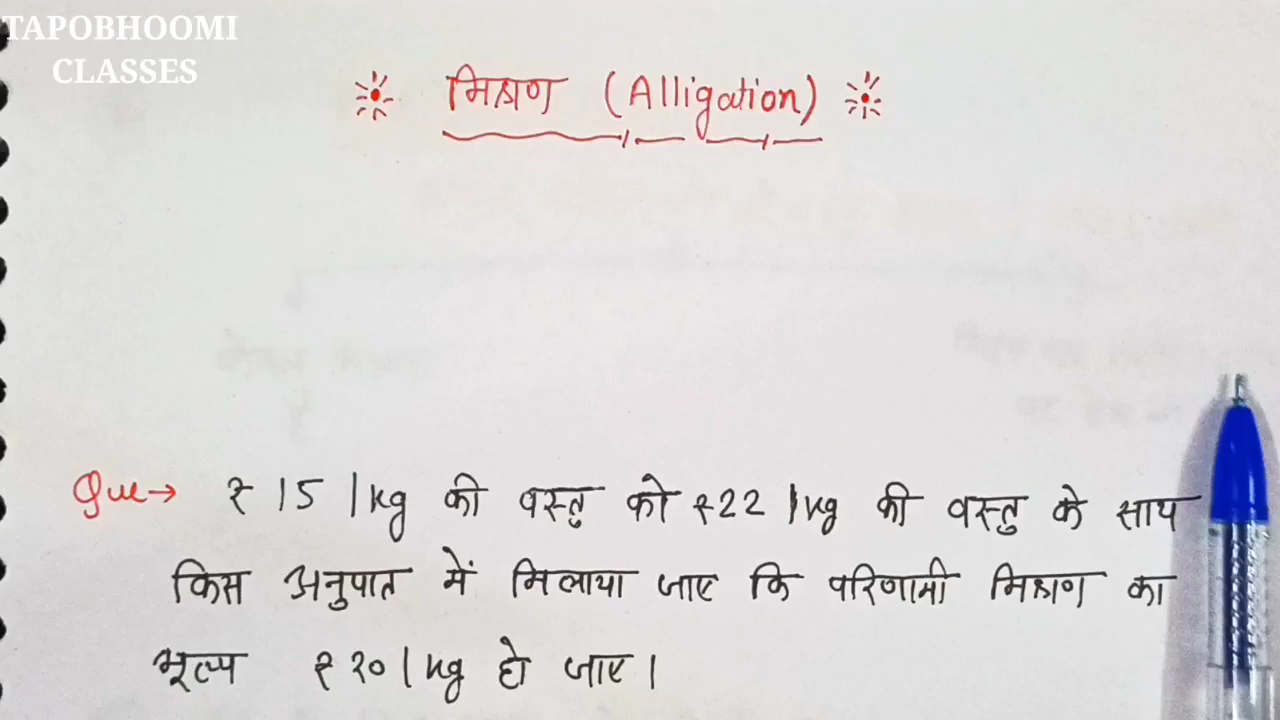 TAPOBHOOMI
CLASSES
मिश्रण (Alligation)
Que→ ₹ 15 / kg की वस्तु को ₹22 / kg की वस्तु के साथ
किस अनुपात में मिलाया जाए कि परिणामी मिश्रण का
मूल्य ₹ 20 / kg हो जाए।